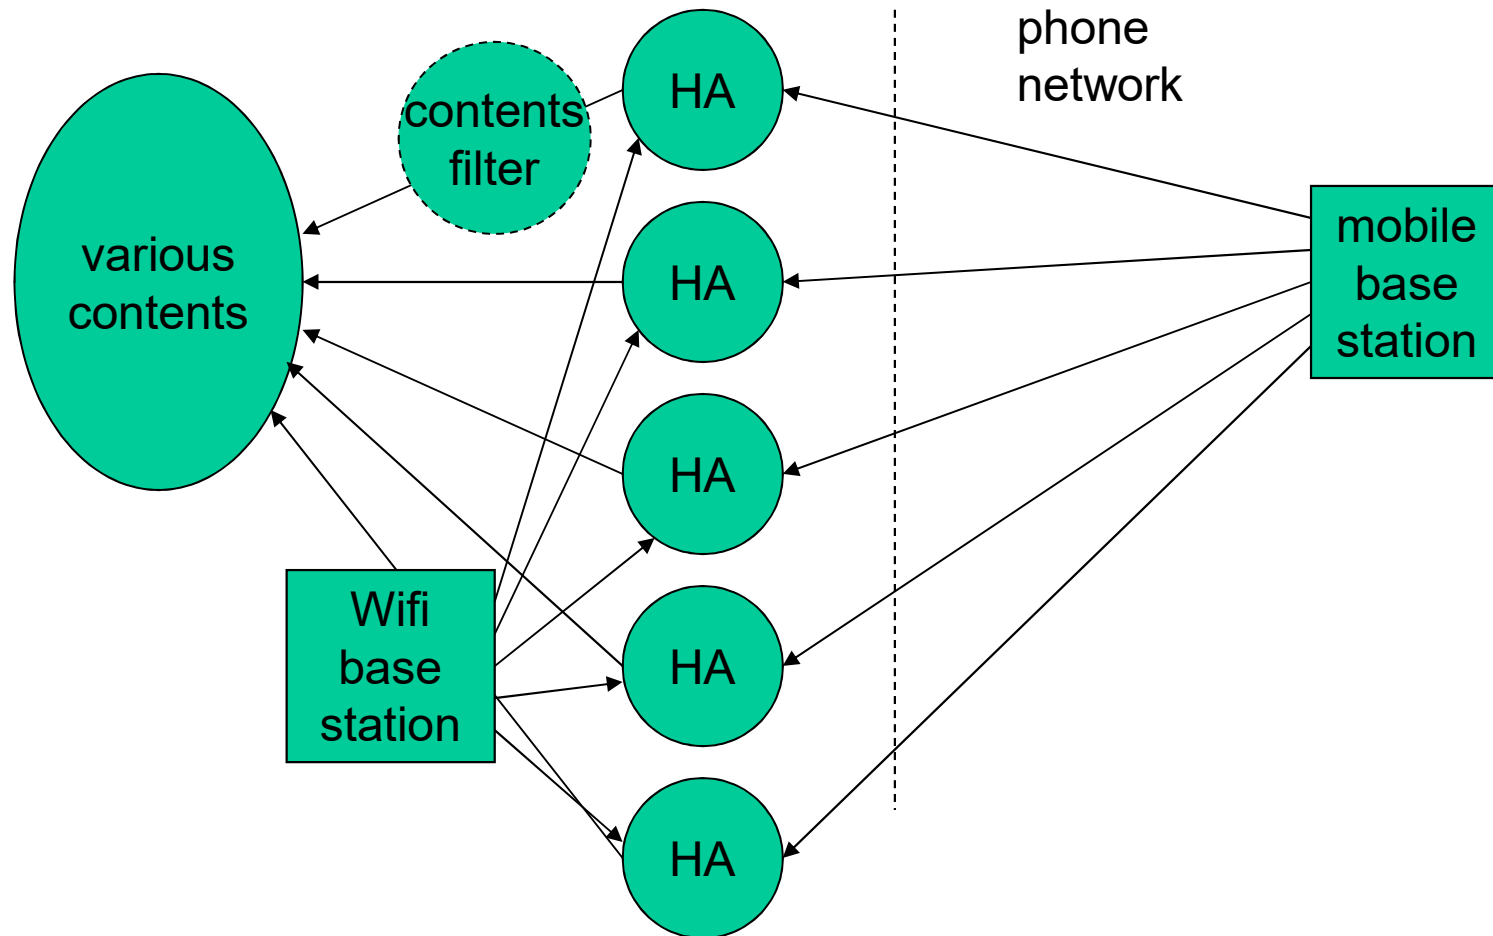 phone
network
HA
contents
filter
various
contents
HA
mobile
base
station
HA
Wifi
base
station
HA
HA